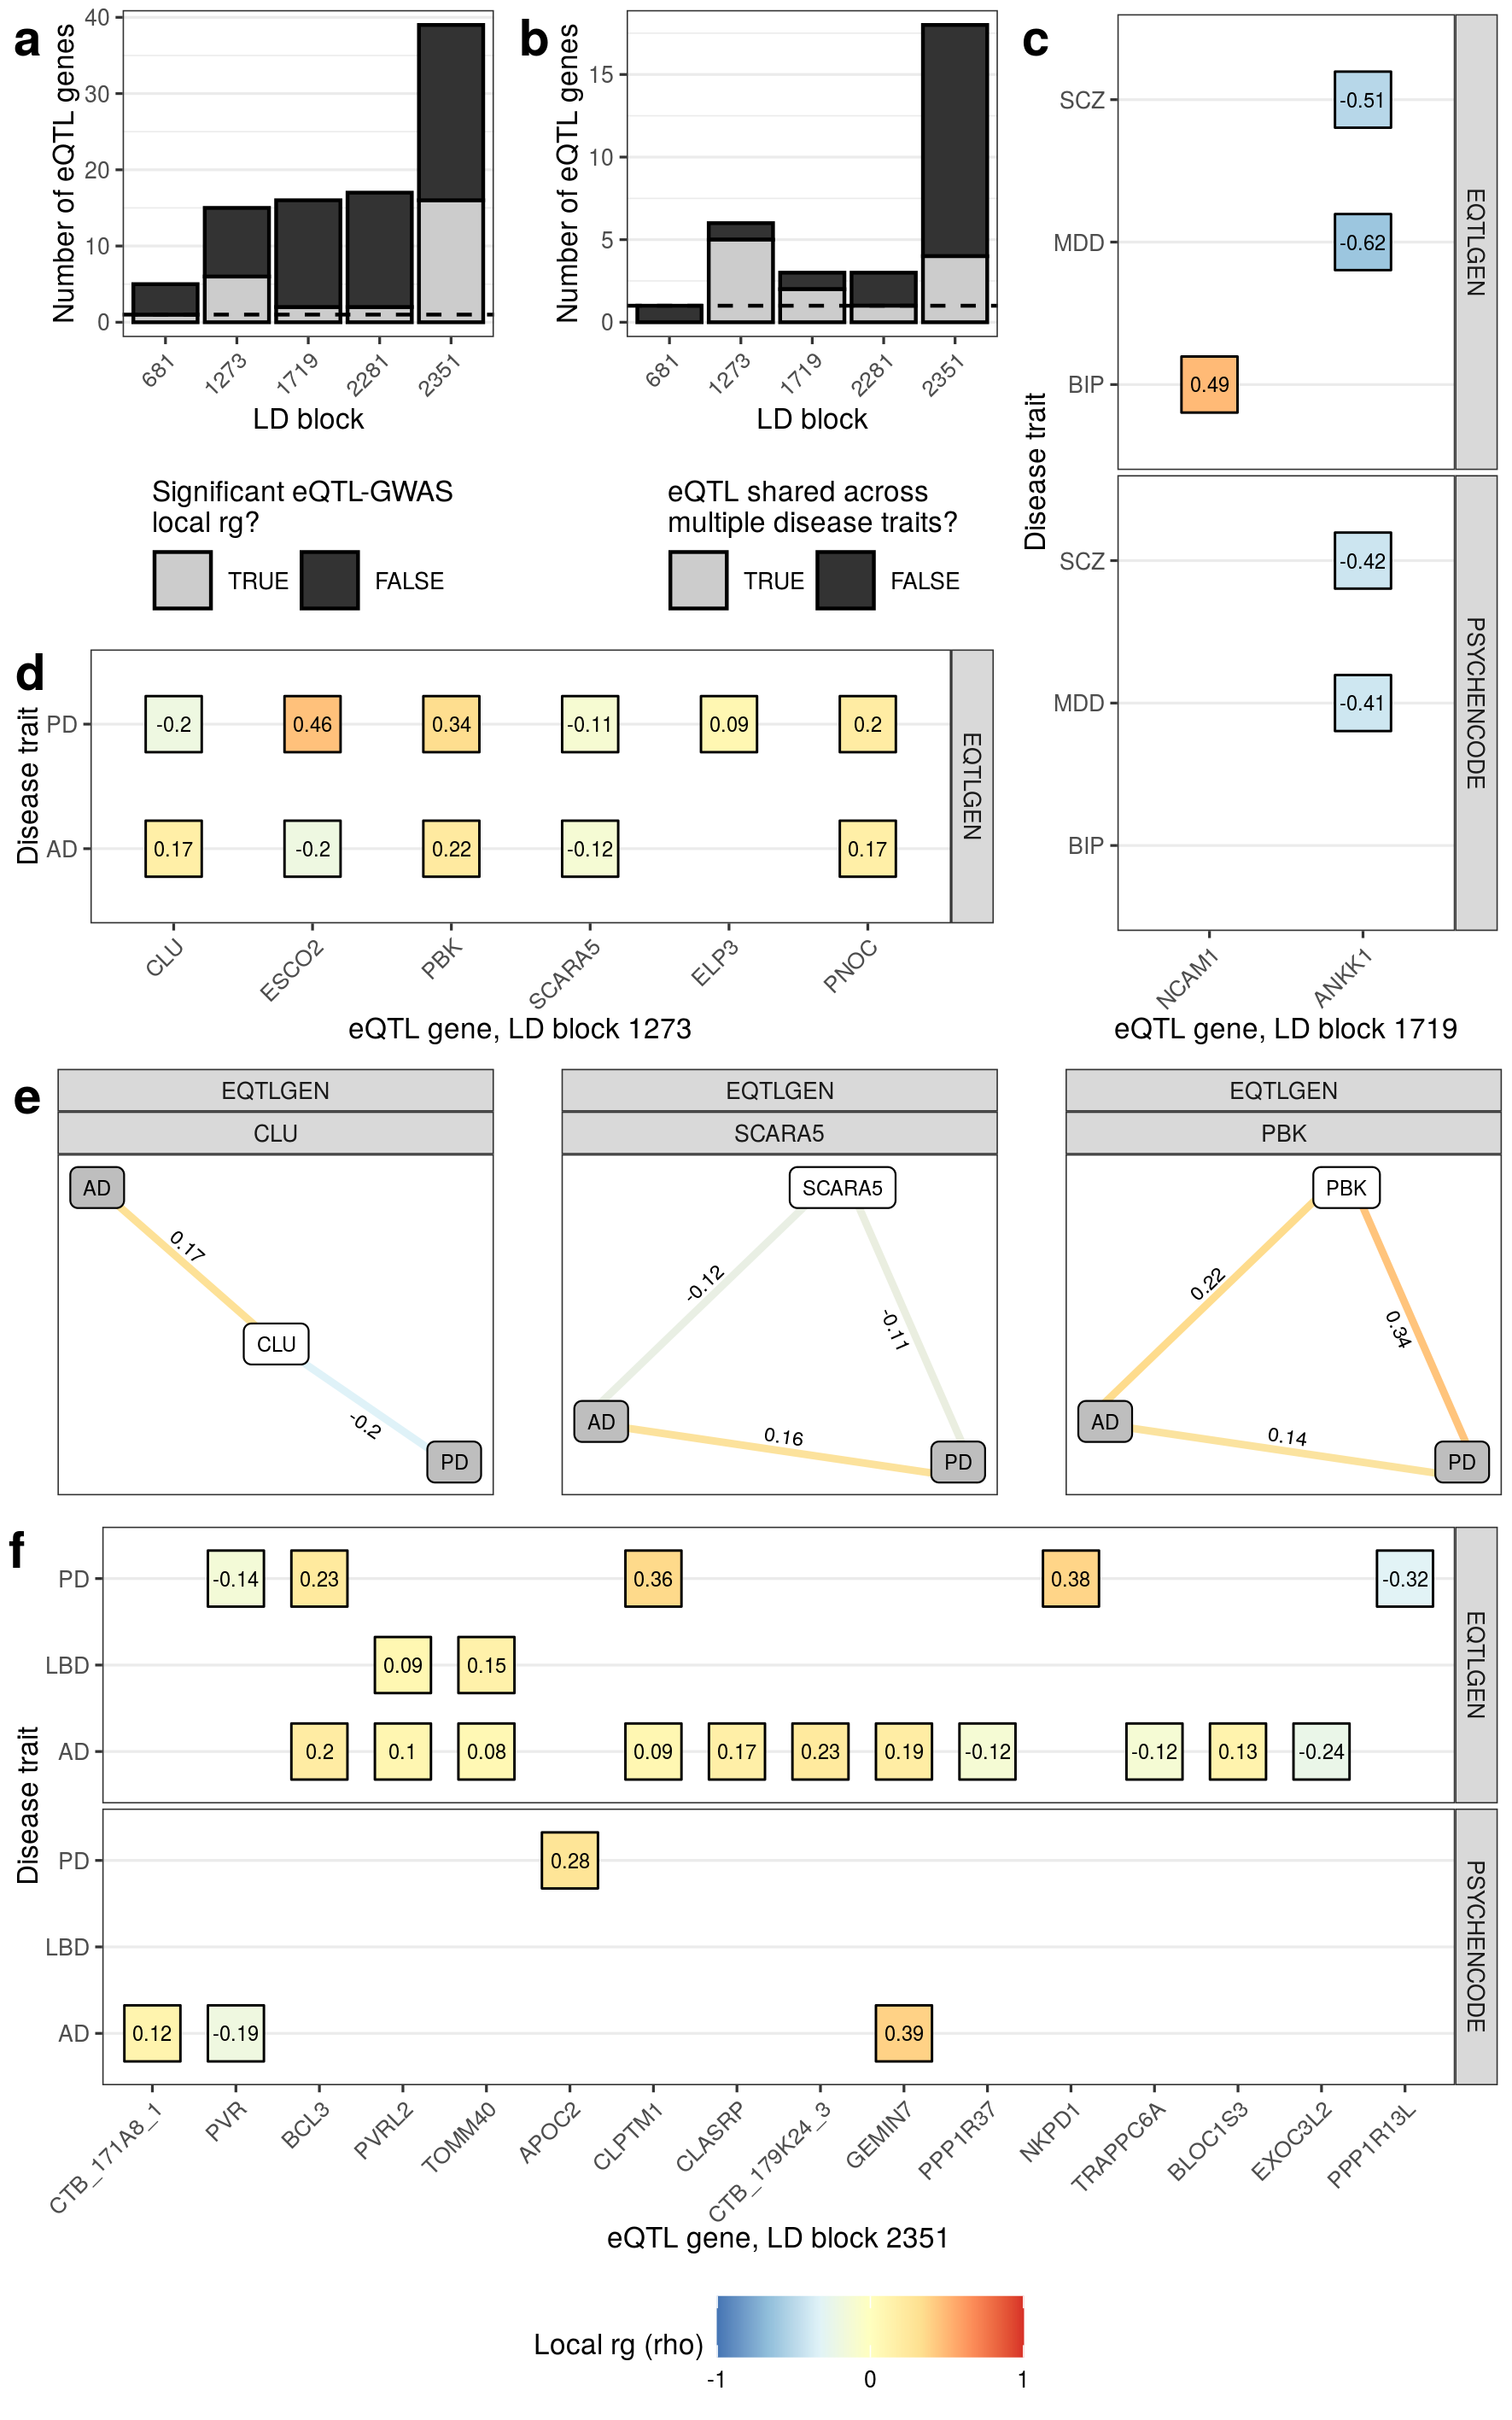 a
Number of eQTL genes
40
30
20
10
0
681
1273
1719
2281
2351
LD block
Significant eQTL-GWAS
local rg?
TRUE
FALSE
b
Number of eQTL genes
15
10
5
0
681
1273
1719
2281
2351
LD block
eQTL shared across
multiple disease traits?
TRUE
FALSE
c
Disease trait
SCZ
-0.51
MDD
-0.62
BIP
0.49
EQTLGEN
SCZ
-0.42
MDD
-0.41
BIP
PSYCHENCODE
NCAM1
ANKK1
eQTL gene, LD block 1719
d
Disease trait
PD
-0.2
0.46
0.34
-0.11
0.09
0.2
AD
0.17
-0.2
0.22
-0.12
0.17
EQTLGEN
CLU
ESCO2
PBK
SCARA5
ELP3
PNOC
eQTL gene, LD block 1273
e
EQTLGEN
CLU
AD
0.17
CLU
-0.2
PD
EQTLGEN
SCARA5
SCARA5
-0.12
-0.11
AD
0.16
PD
EQTLGEN
PBK
PBK
0.22
0.34
AD
0.14
PD
f
Disease trait
PD
-0.14
0.23
0.36
0.38
-0.32
LBD
0.09
0.15
AD
0.2
0.1
0.08
0.09
0.17
0.23
0.19
-0.12
-0.12
0.13
-0.24
EQTLGEN
PD
0.28
LBD
AD
0.12
-0.19
0.39
PSYCHENCODE
CTB_171A8_1
PVR
BCL3
PVRL2
TOMM40
APOC2
CLPTM1
CLASRP
CTB_179K24_3
GEMIN7
PPP1R37
NKPD1
TRAPPC6A
BLOC1S3
EXOC3L2
PPP1R13L
eQTL gene, LD block 2351
Local rg (rho)
-1
0
1